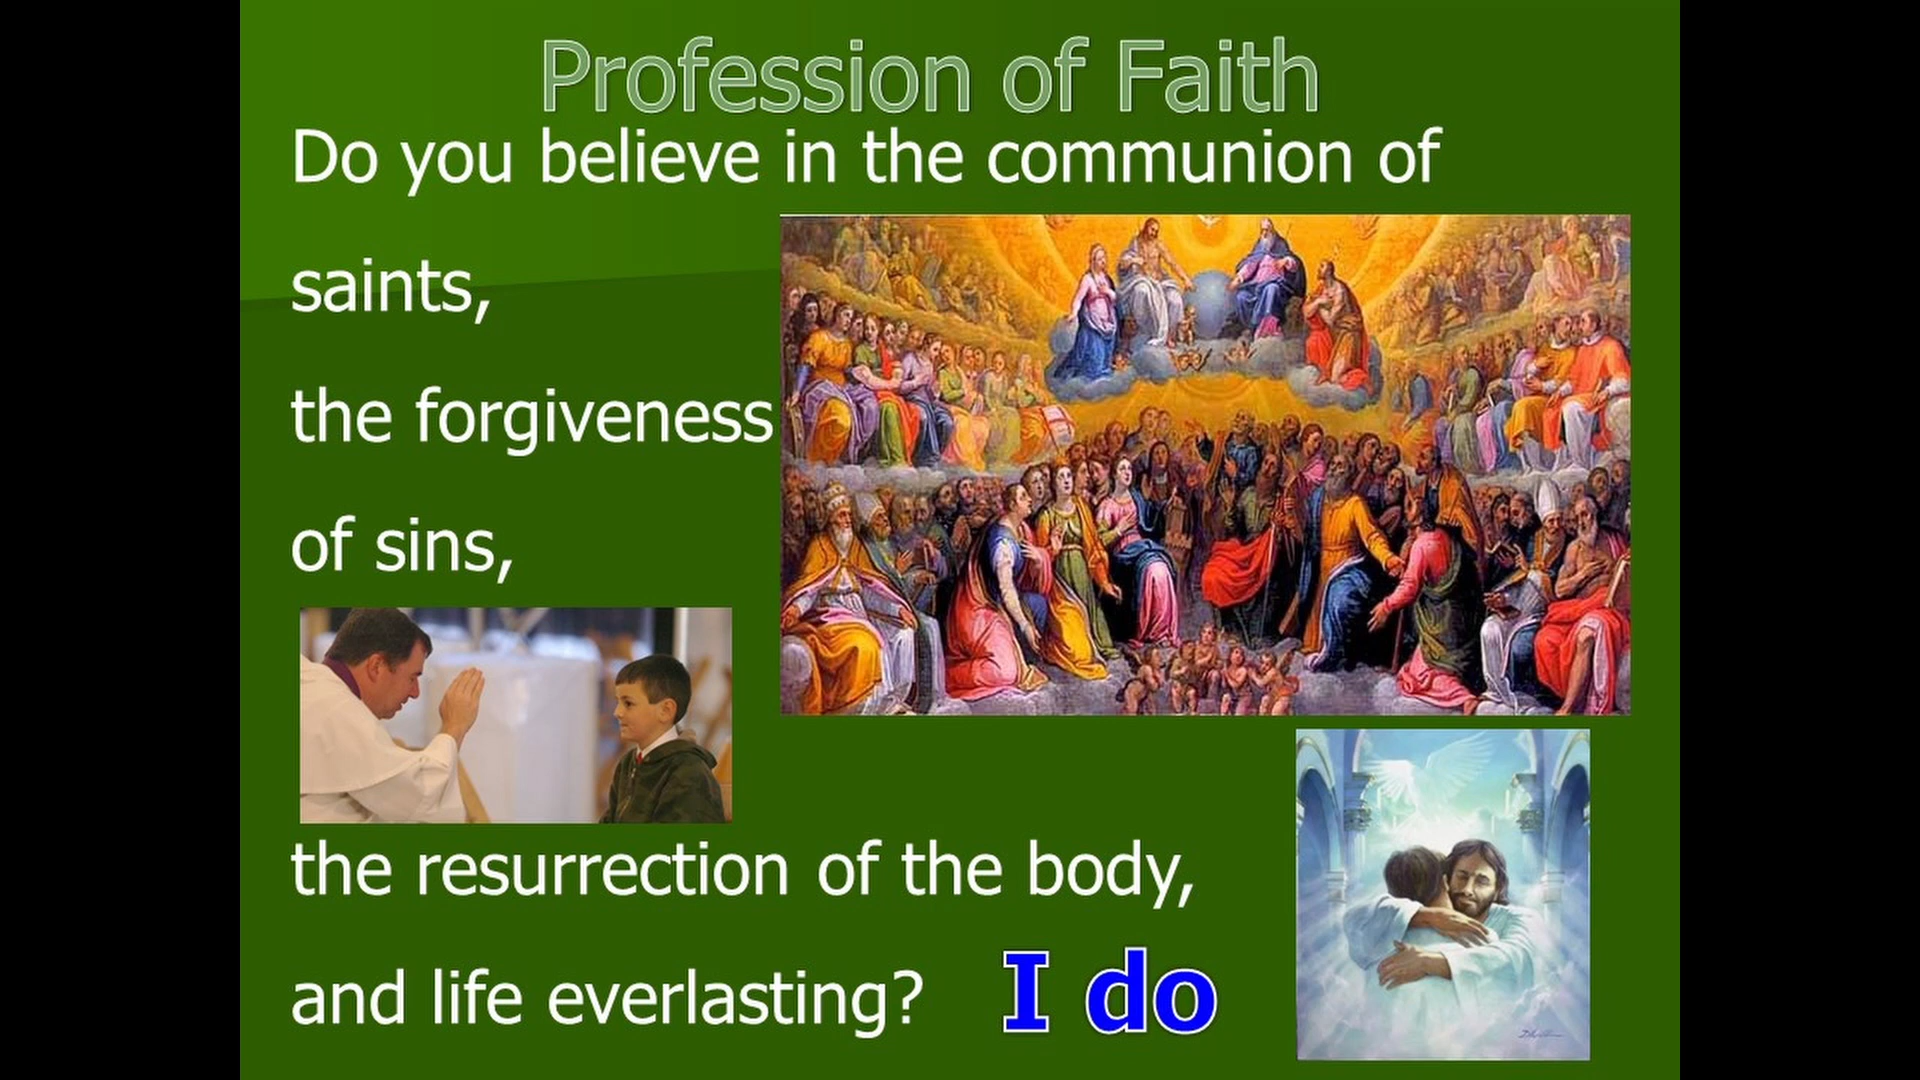 Profession of Faith
Do you believe in the communion of
saints,
the forgiveness
of sins,
the resurrection of the body,
and life everlasting? I do